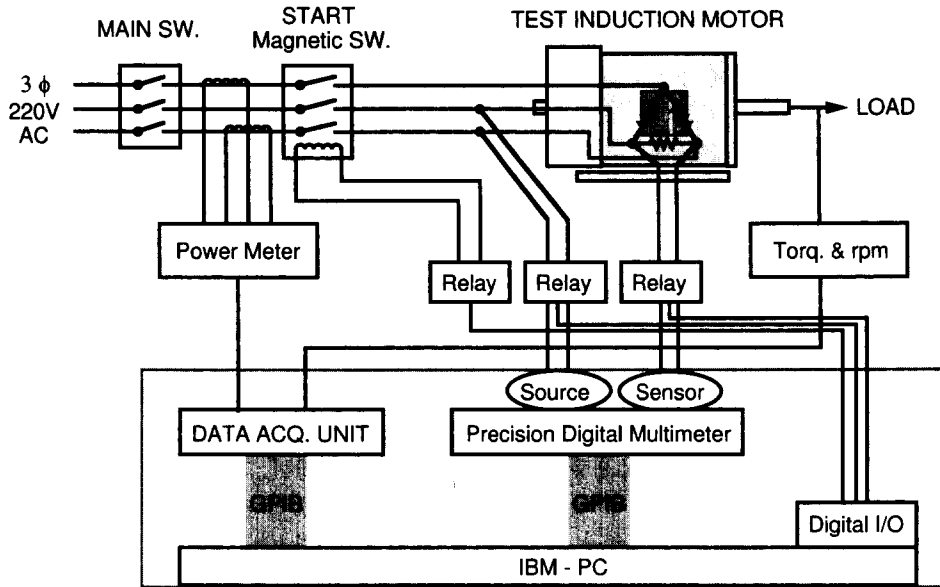 MAIN SW.
START
Magnetic SW.
TEST INDUCTION MOTOR
3 ϕ
220V
AC
LOAD
Power Meter
Relay
Relay
Relay
Torq. & rpm
Source
Sensor
DATA ACQ. UNIT
Precision Digital Multimeter
GPIB
GPIB
Digital I/O
IBM - PC